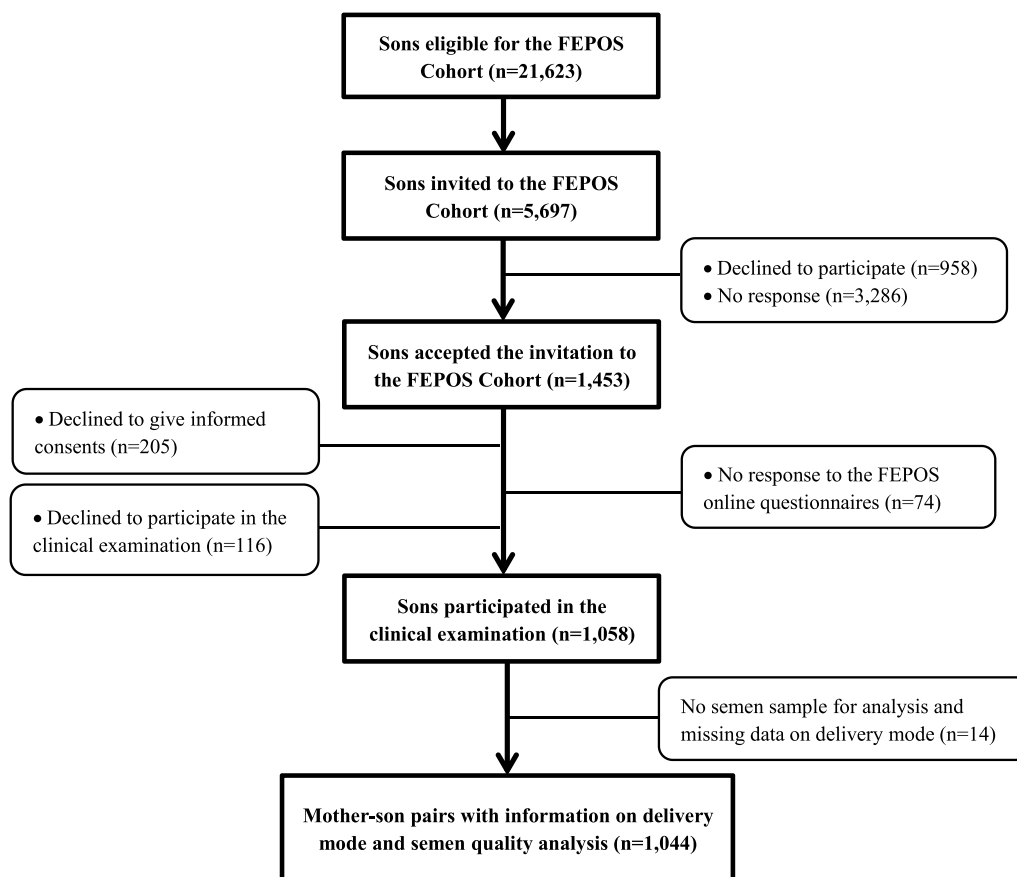 Sons eligible for the FEPOS
Cohort (n=21,623)
Sons invited to the FEPOS
Cohort (n=5,697)
• Declined to participate (n=958)
• No response (n=3,286)
Sons accepted the invitation to
the FEPOS Cohort (n=1,453)
• Declined to give informed
consents (n=205)
• No response to the FEPOS
online questionnaires (n=74)
• Declined to participate in the
clinical examination (n=116)
Sons participated in the
clinical examination (n=1,058)
No semen sample for analysis and
missing data on delivery mode (n=14)
Mother-son pairs with information on delivery
mode and semen quality analysis (n=1,044)